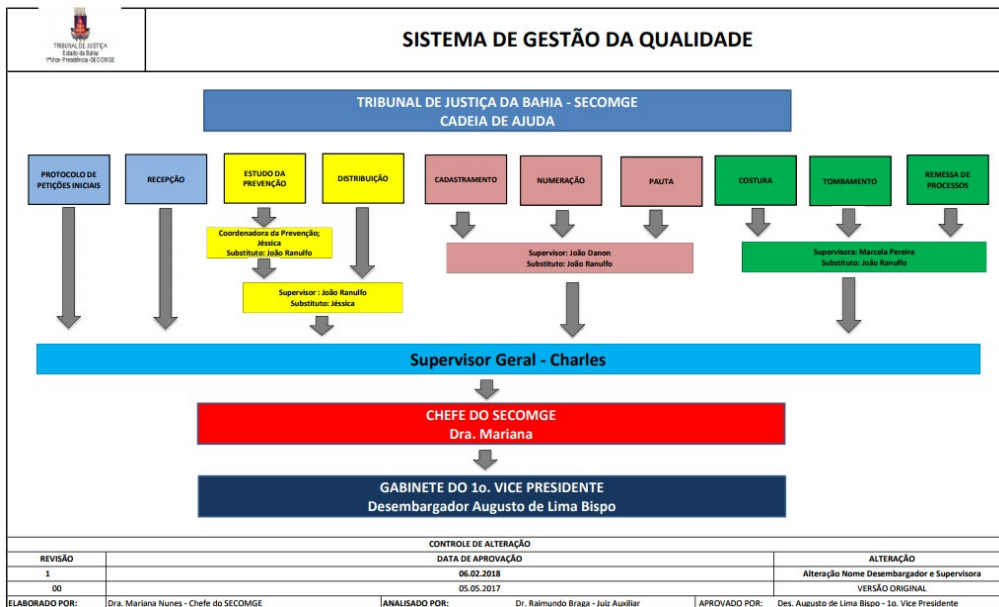 TRIBUNAL DE JUSTIÇA
Estado da Bahia
1ª Vice- Presidência -SECOMGE
SISTEMA DE GESTÃO DA QUALIDADE
TRIBUNAL DE JUSTIÇA DA BAHIA - SECOMGE
CADEIA DE AJUDA
PROTOCOLO DE
PETIÇÕES INICIAIS
RECEPÇÃO
ESTUDO DA
PREVENÇÃO
DISTRIBUIÇÃO
CADASTRAMENTO
NUMERAÇÃO
PAUTA
COSTURA
TOMBAMENTO
REMESSA DE
PROCESSOS
Coordenadora da Prevenção;
Jéssica
Substituto: João Ranulfo
Supervisor: João Danon
Substituto: João Ranulfo
Supervisora: Marcela Pereira
Substituto: João Ranulfo
Supervisor : João Ranulfo
Substituto: Jéssica
Supervisor Geral - Charles
CHEFE DO SECOMGE
Dra. Mariana
GABINETE DO 1o. VICE PRESIDENTE
Desembargador Augusto de Lima Bispo
CONTROLE DE ALTERAÇÃO
REVISÃO DATA DE APROVAÇÃO ALTERAÇÃO
1 06.02.2018 Alteração Nome Desembargador e Supervisora
00 05.05.2017 VERSÃO ORIGINAL
ELABORADO POR: Dra. Mariana Nunes - Chefe do SECOMGE ANALISADO POR: Dr. Raimundo Braga - Juiz Auxiliar APROVADO POR: Des. Augusto de Lima Bispo - 1o. Vice Presidente